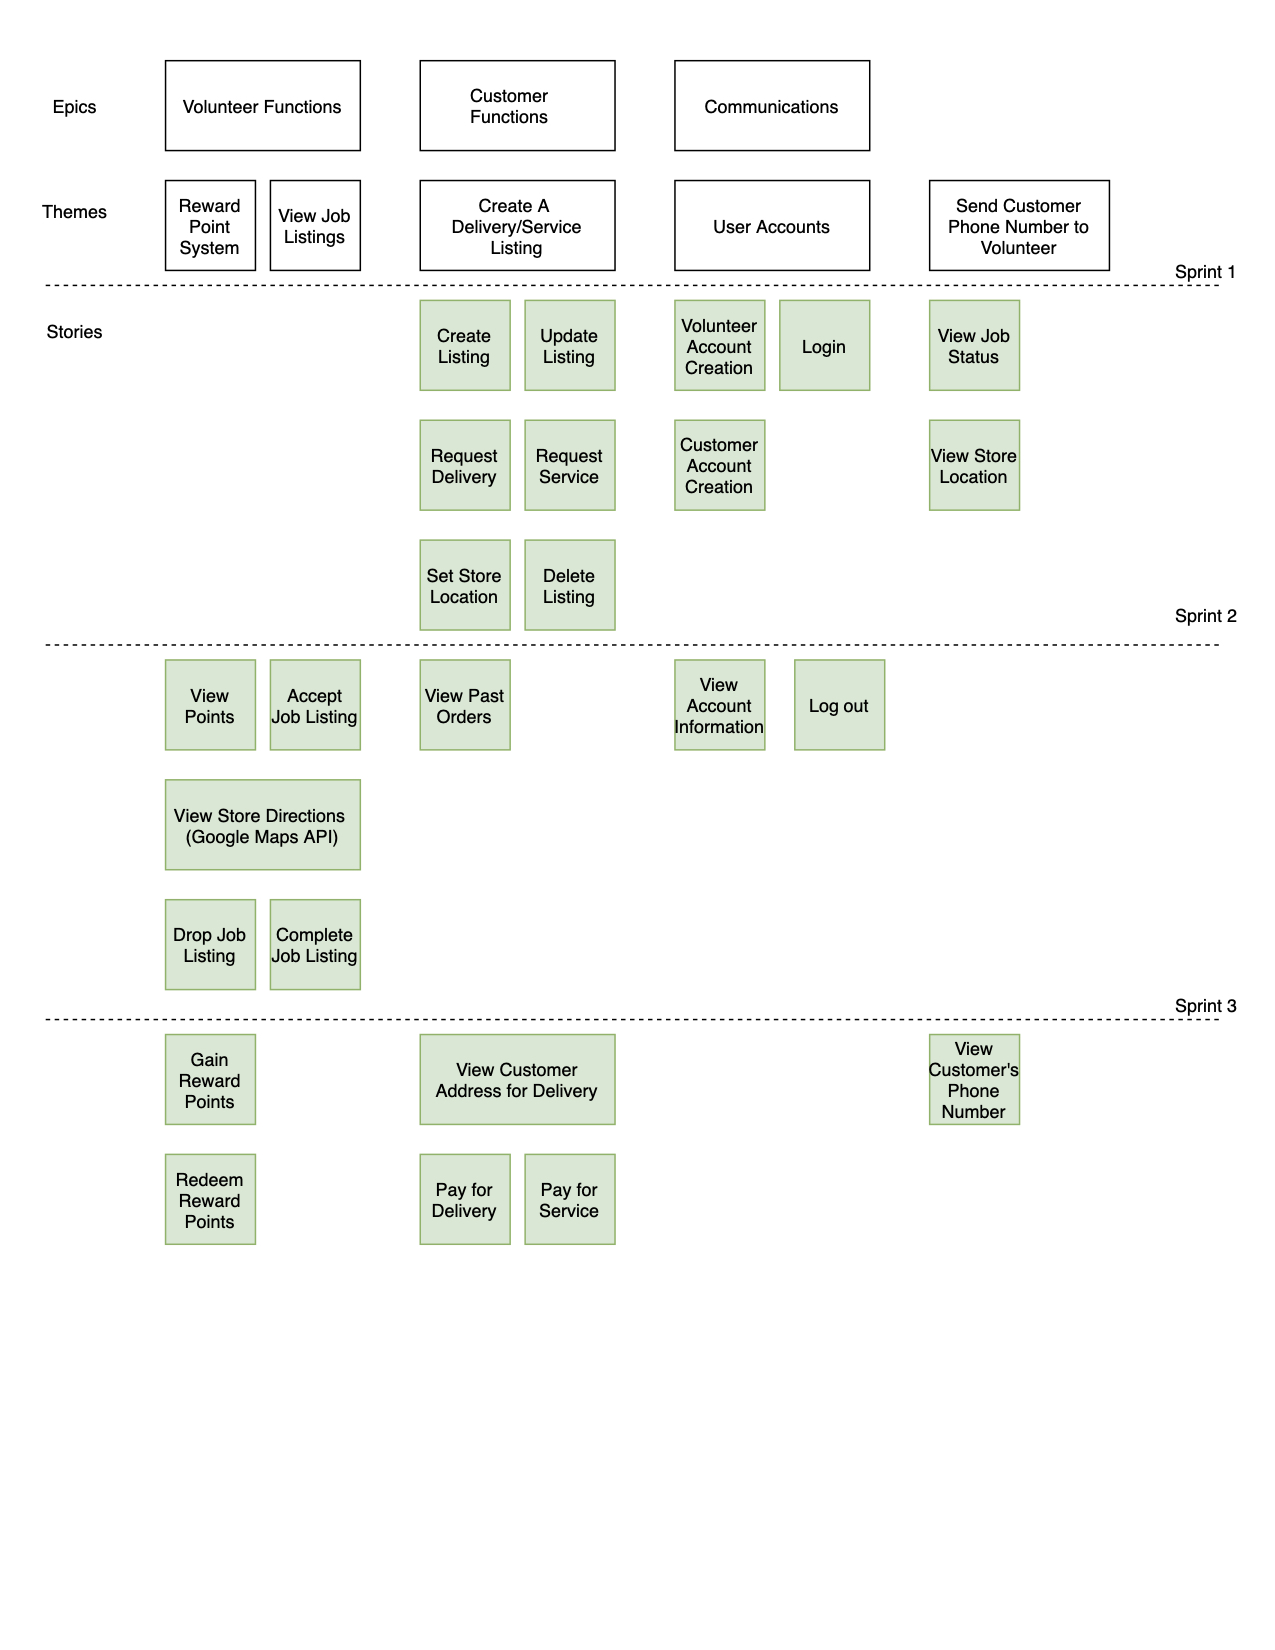 Epics
Volunteer Functions
Customer
Functions
Communications
Themes
Reward
Point
System
View Job
Listings
Create A
Delivery/Service
Listing
User Accounts
Send Customer
Phone Number to
Volunteer
Sprint 1
Stories
Create
Listing
Update
Listing
Volunteer
Account
Creation
Login
View Job
Status
Request
Delivery
Request
Service
Customer
Account
Creation
View Store
Location
Set Store
Location
Delete
Listing
Sprint 2
View
Points
Accept
Job Listing
View Past
Orders
View
Account
Information
Log out
View Store Directions
(Google Maps API)
Drop Job
Listing
Complete
Job Listing
Sprint 3
Gain
Reward
Points
View Customer
Address for Delivery
View
Customer's
Phone
Number
Redeem
Reward
Points
Pay for
Delivery
Pay for
Service